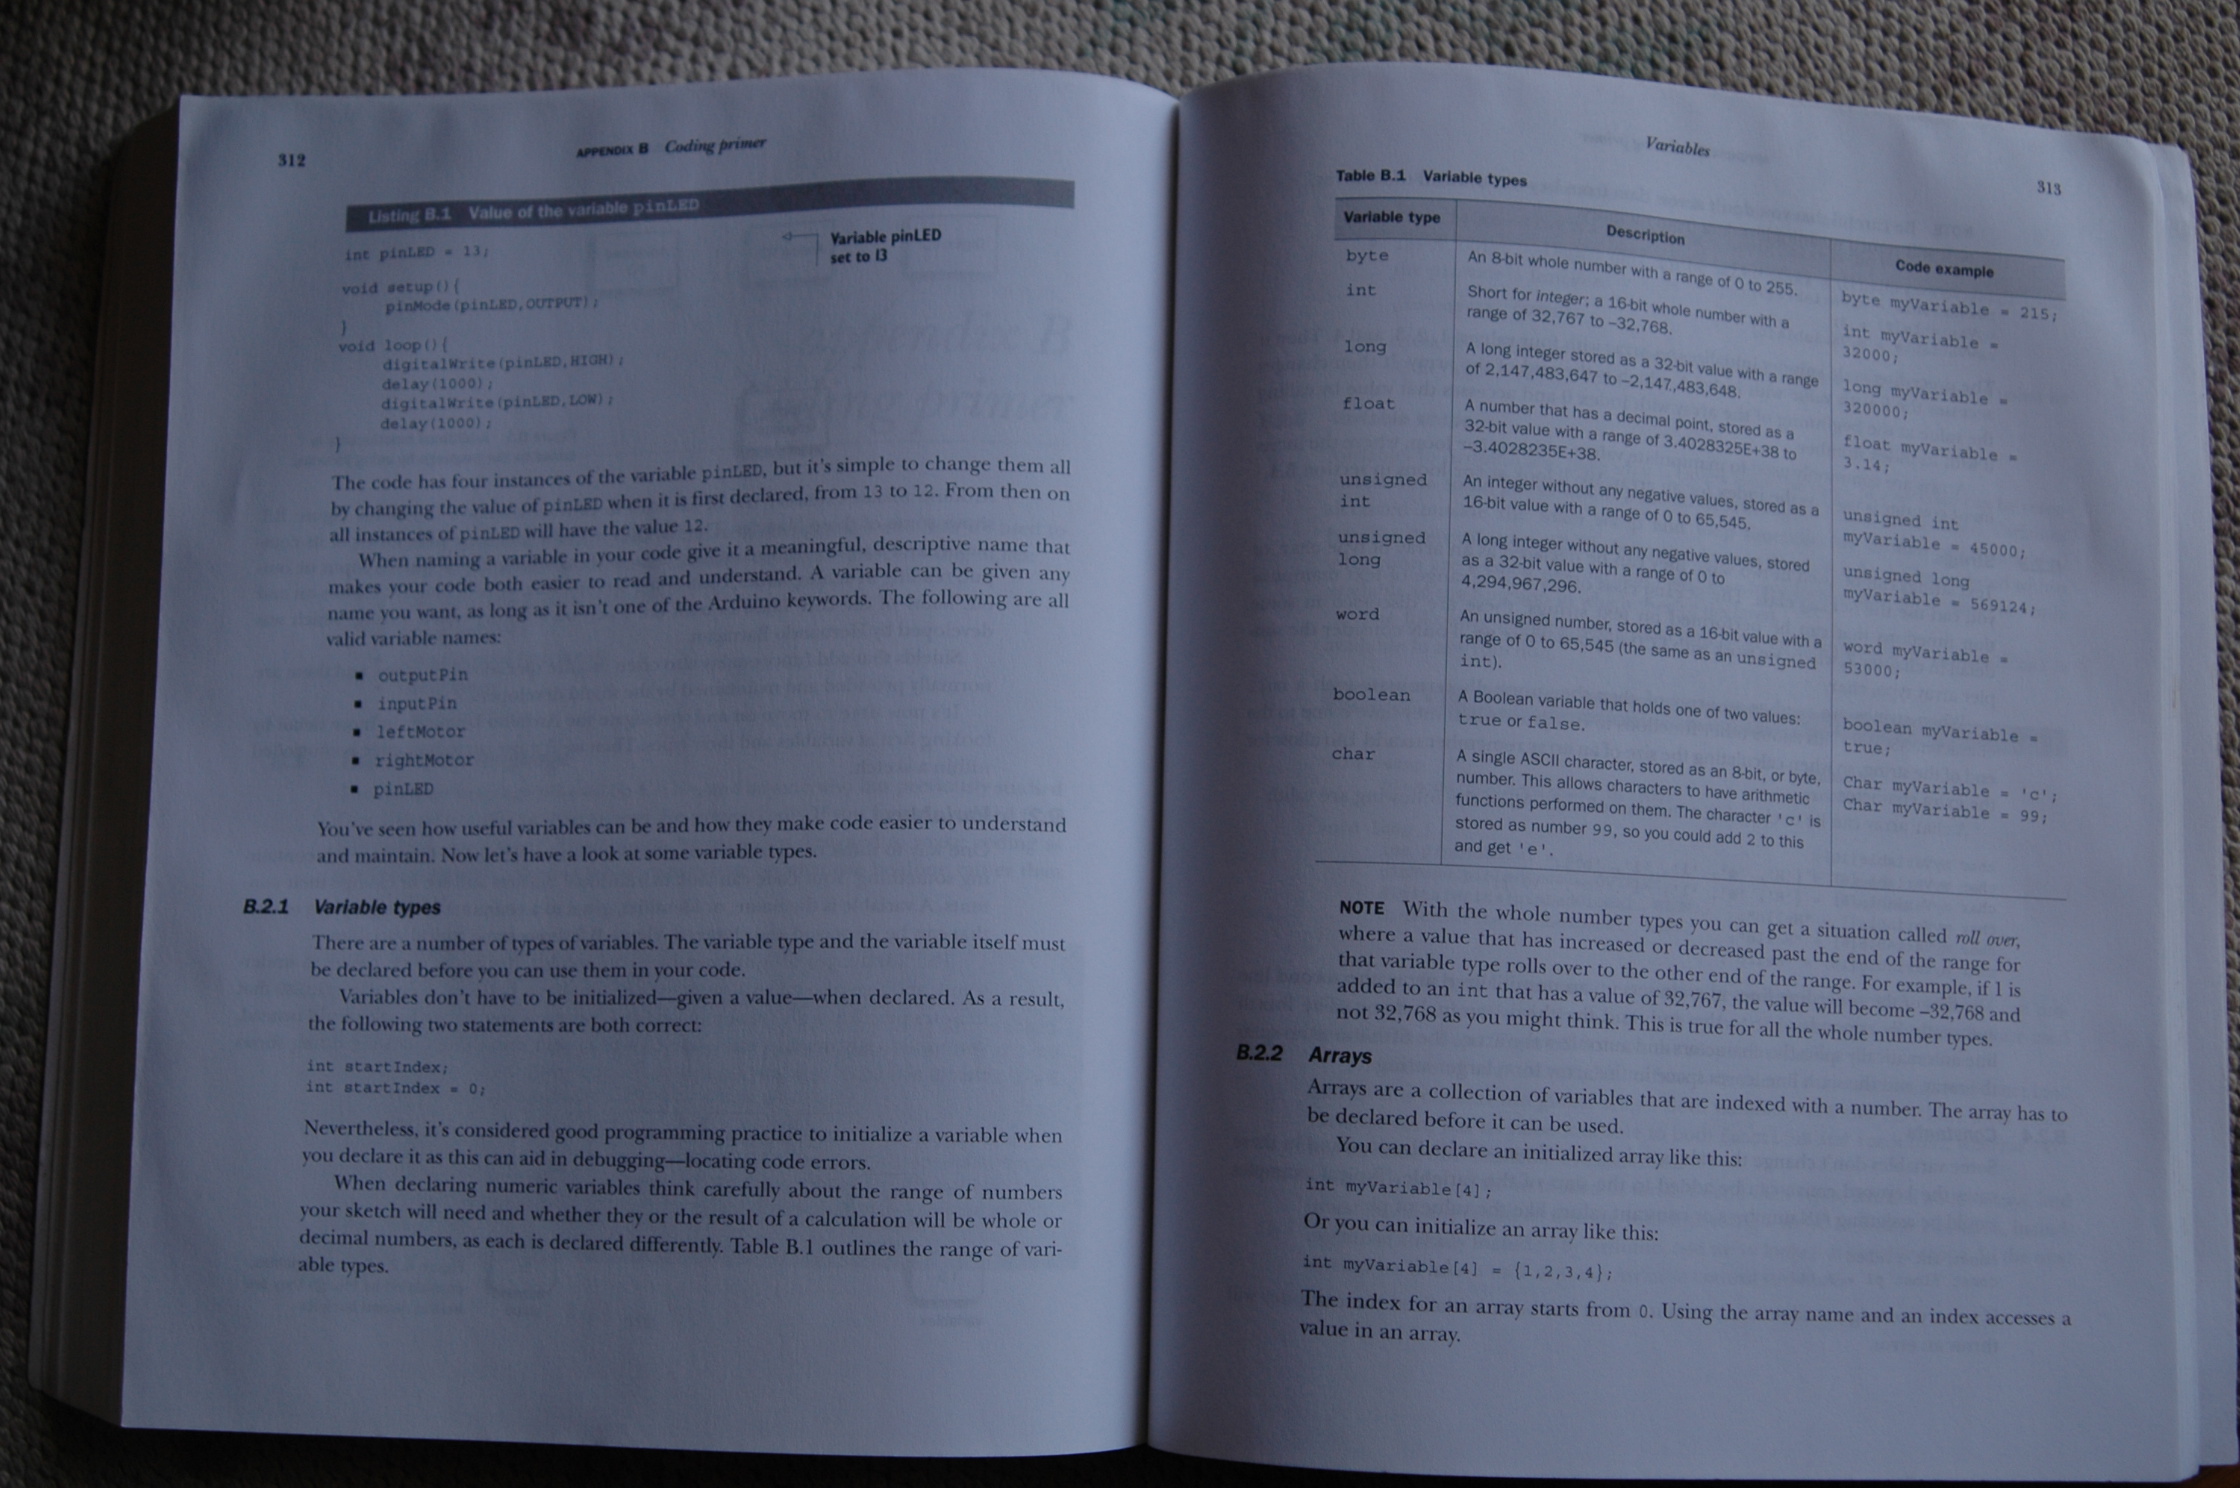 312
APPENDIX B Coding primer
Listing B.1 Value of the variable pinLED
int pinLED = 13;
Variable pinLED
set to 13
void setup(){
pinMode(pinLED,OUTPUT);
}
void loop(){
digitalWrite(pinLED,HIGH);
delay(1000);
digitalWrite(pinLED,LOW);
delay(1000);
}
The code has four instances of the variable pinLED, but it's simple to change them all
by changing the value of pinLED when it is first declared, from 13 to 12. From then on
all instances of pinLED will have the value 12.
When naming a variable in your code give it a meaningful, descriptive name that
makes your code both easier to read and understand. A variable can be given any
name you want, as long as it isn't one of the Arduino keywords. The following are all
valid variable names:
▪ outputPin
▪ inputPin
▪ leftMotor
▪ rightMotor
▪ pinLED
You've seen how useful variables can be and how they make code easier to understand
and maintain. Now let's have a look at some variable types.
B.2.1 Variable types
There are a number of types of variables. The variable type and the variable itself must
be declared before you can use them in your code.
Variables don't have to be initialized—given a value—when declared. As a result,
the following two statements are both correct:
int startIndex;
int startIndex = 0;
Nevertheless, it's considered good programming practice to initialize a variable when
you declare it as this can aid in debugging—locating code errors.
When declaring numeric variables think carefully about the range of numbers
your sketch will need and whether they or the result of a calculation will be whole or
decimal numbers, as each is declared differently. Table B.1 outlines the range of vari-
able types.
Variables
313
Table B.1 Variable types
Variable type Description Code example
byte An 8-bit whole number with a range of 0 to 255. byte myVariable = 215;
int Short for integer; a 16-bit whole number with a int myVariable =
range of 32,767 to –32,768. 32000;
long A long integer stored as a 32-bit value with a range long myVariable =
of 2,147,483,647 to –2,147,483,648. 320000;
float A number that has a decimal point, stored as a float myVariable =
32-bit value with a range of 3.4028325E+38 to 3.14;
–3.4028235E+38.
unsigned An integer without any negative values, stored as a unsigned int
int 16-bit value with a range of 0 to 65,545. myVariable = 45000;
unsigned A long integer without any negative values, stored unsigned long
long as a 32-bit value with a range of 0 to myVariable = 569124;
4,294,967,296.
word An unsigned number, stored as a 16-bit value with a word myVariable =
range of 0 to 65,545 (the same as an unsigned 53000;
int).
boolean A Boolean variable that holds one of two values: boolean myVariable =
true or false. true;
char A single ASCII character, stored as an 8-bit, or byte, Char myVariable = 'c';
number. This allows characters to have arithmetic Char myVariable = 99;
functions performed on them. The character 'c' is
stored as number 99, so you could add 2 to this
and get 'e'.
NOTE With the whole number types you can get a situation called roll over,
where a value that has increased or decreased past the end of the range for
that variable type rolls over to the other end of the range. For example, if 1 is
added to an int that has a value of 32,767, the value will become –32,768 and
not 32,768 as you might think. This is true for all the whole number types.
B.2.2 Arrays
Arrays are a collection of variables that are indexed with a number. The array has to
be declared before it can be used.
You can declare an initialized array like this:
int myVariable[4];
Or you can initialize an array like this:
int myVariable[4] = {1,2,3,4};
The index for an array starts from 0. Using the array name and an index accesses a
value in an array.